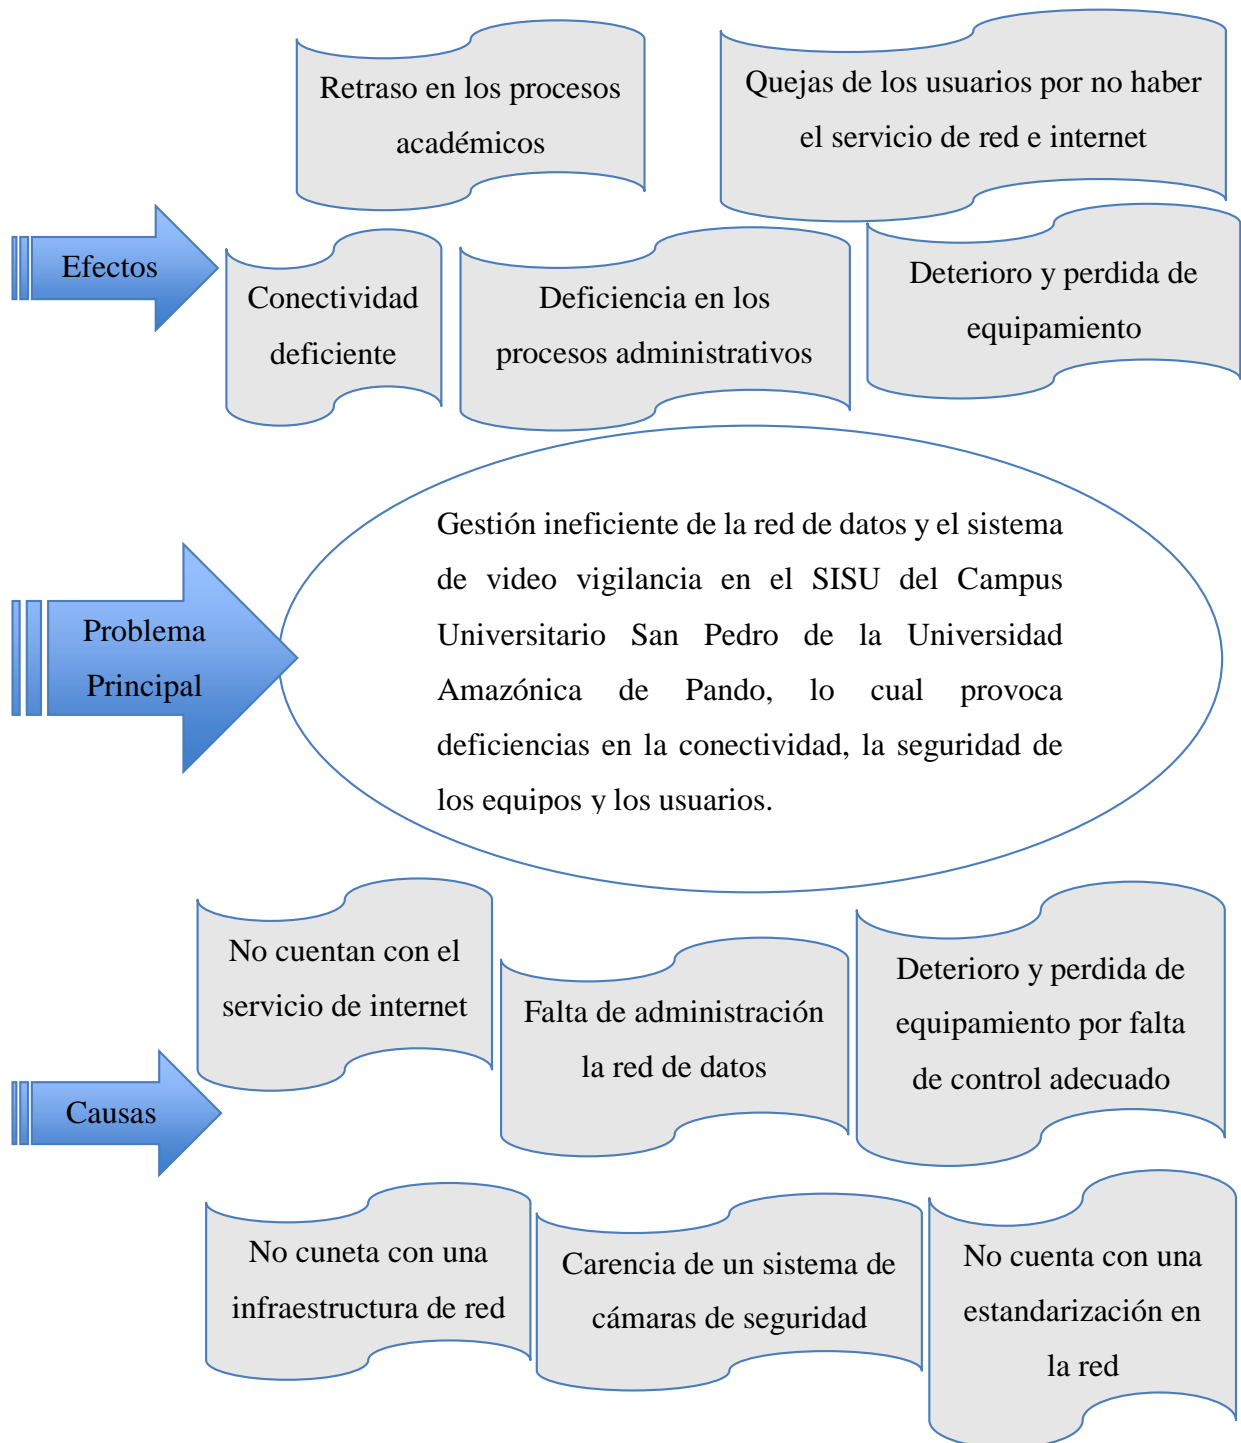 Retraso en los procesos
académicos
Quejas de los usuarios por no haber
el servicio de red e internet
Efectos
Conectividad
deficiente
Deficiencia en los
procesos administrativos
Deterioro y perdida de
equipamiento
Problema
Principal
Gestión ineficiente de la red de datos y el sistema
de video vigilancia en el SISU del Campus
Universitario San Pedro de la Universidad
Amazónica de Pando, lo cual provoca
deficiencias en la conectividad, la seguridad de
los equipos y los usuarios.
No cuentan con el
servicio de internet
Falta de administración
la red de datos
Deterioro y perdida de
equipamiento por falta
de control adecuado
Causas
No cuneta con una
infraestructura de red
Carencia de un sistema de
cámaras de seguridad
No cuenta con una
estandarización en
la red